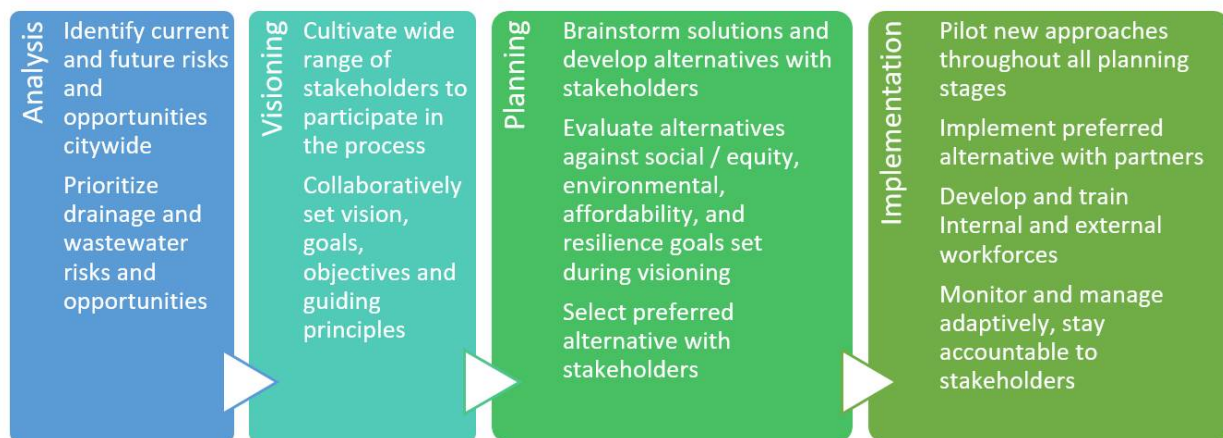 Analysis
Identify current
and future risks
and
opportunities
citywide
Prioritize
drainage and
wastewater
risks and
opportunities
Visioning
Cultivate wide
range of
stakeholders to
participate in
the process
Collaboratively
set vision,
goals,
objectives and
guiding
principles
Planning
Brainstorm solutions and
develop alternatives with
stakeholders
Evaluate alternatives
against social / equity,
environmental,
affordability, and
resilience goals set
during visioning
Select preferred
alternative with
stakeholders
Implementation
Pilot new approaches
throughout all planning
stages
Implement preferred
alternative with partners
Develop and train
Internal and external
workforces
Monitor and manage
adaptively, stay
accountable to
stakeholders